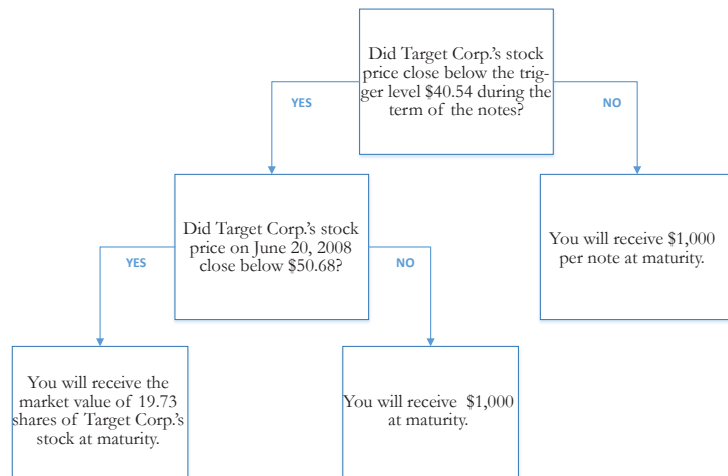 Did Target Corp.'s stock
price close below the trig-
ger level $40.54 during the
term of the notes?
YES
NO
Did Target Corp.'s stock
price on June 20, 2008
close below $50.68?
You will receive $1,000
per note at maturity.
YES
NO
You will receive the
market value of 19.73
shares of Target Corp.'s
stock at maturity.
You will receive $1,000
at maturity.